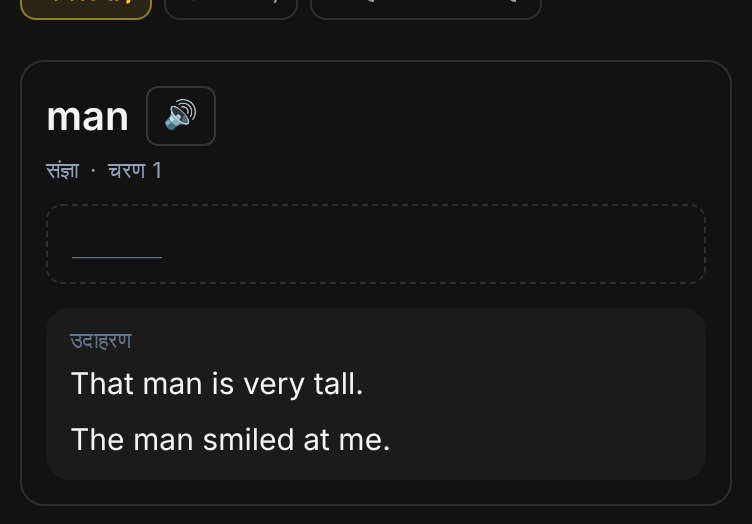 man
संज्ञा · चरण 1
उदाहरण
That man is very tall.
The man smiled at me.